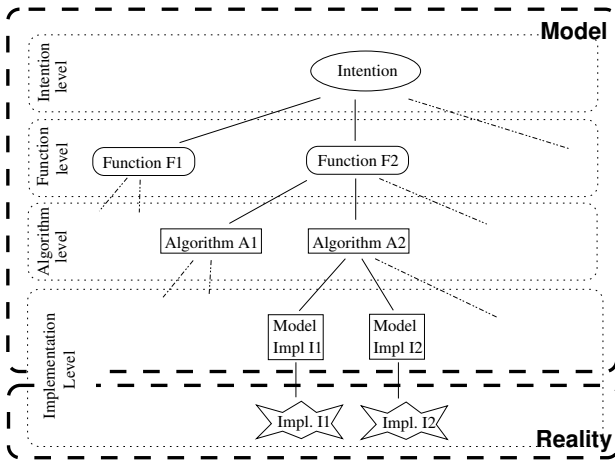 Model
Intention
level
Intention
Function
level
Function F1
Function F2
Algorithm
level
Algorithm A1
Algorithm A2
Implementation
Level
Model
Impl I1
Model
Impl I2
Impl. I1
Impl. I2
Reality